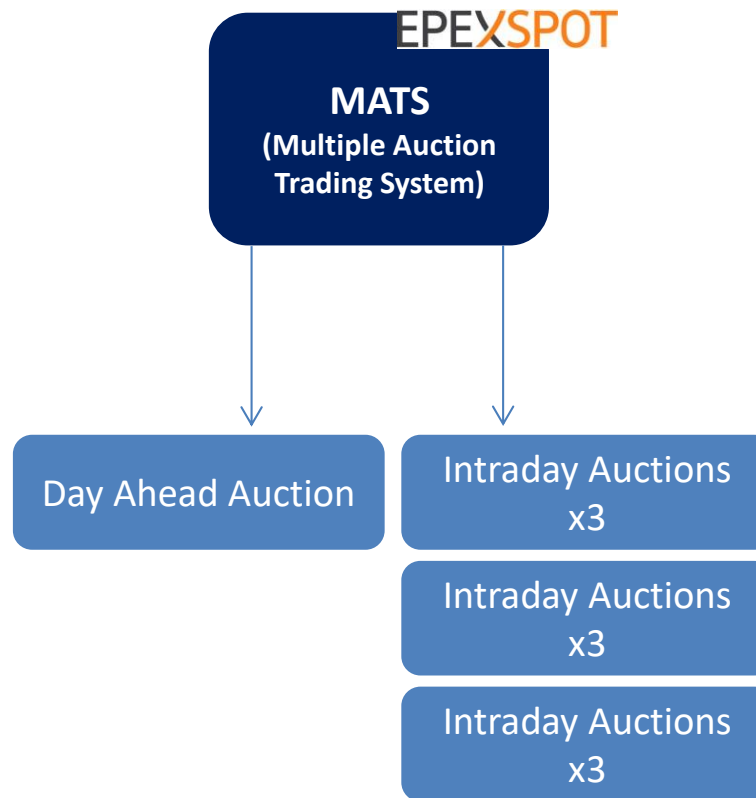 EPEXSPOT
MATS
(Multiple Auction
Trading System)
Day Ahead Auction
Intraday Auctions
x3
Intraday Auctions
x3
Intraday Auctions
x3